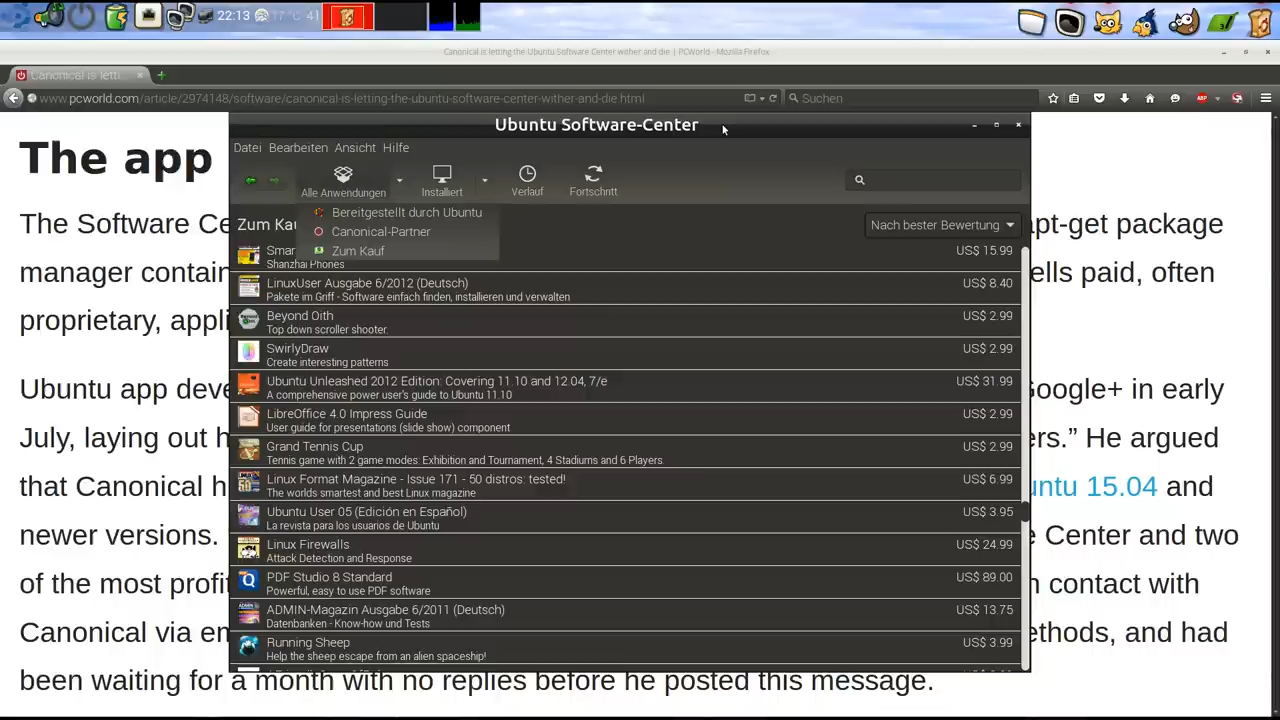 22:13 17°C 41
Canonical is letting the Ubuntu Software Center wither and die | PCWorld - Mozilla Firefox
Canonical is letti...
www.pcworld.com/article/2974148/software/canonical-is-letting-the-ubuntu-software-center-wither-and-die.html
Suchen
Ubuntu Software-Center
Datei Bearbeiten Ansicht Hilfe
Alle Anwendungen Installiert Verlauf Fortschritt
Bereitgestellt durch Ubuntu
Canonical-Partner
Zum Kauf
Zum Kau
Nach bester Bewertung
Smar
US$ 15.99
Shanzhai Phones
LinuxUser Ausgabe 6/2012 (Deutsch)
US$ 8.40
Pakete im Griff - Software einfach finden, installieren und verwalten
Beyond Oith
US$ 2.99
Top down scroller shooter.
SwirlyDraw
US$ 2.99
Create interesting patterns
Ubuntu Unleashed 2012 Edition: Covering 11.10 and 12.04, 7/e
US$ 31.99
A comprehensive power user's guide to Ubuntu 11.10
LibreOffice 4.0 Impress Guide
US$ 2.99
User guide for presentations (slide show) component
Grand Tennis Cup
US$ 2.99
Tennis game with 2 game modes: Exhibition and Tournament, 4 Stadiums and 6 Players
Linux Format Magazine - Issue 171 - 50 distros: tested!
US$ 6.99
The worlds smartest and best Linux magazine
Ubuntu User 05 (Edición en Español)
US$ 3.95
La revista para los usuarios de Ubuntu
Linux Firewalls
US$ 24.99
Attack Detection and Response
PDF Studio 8 Standard
US$ 89.00
Powerful, easy to use PDF software
ADMIN-Magazin Ausgabe 6/2011 (Deutsch)
US$ 13.75
Datenbanken - Know-how und Tests
Running Sheep
US$ 3.99
Help the sheep escape from an alien spaceship!
The app
The Software Ce
apt-get package
manager contain
ells paid, often
proprietary, appli
Ubuntu app deve
Google+ in early
July, laying out h
ers.” He argued
that Canonical h
untu 15.04 and
newer versions.
e Center and two
of the most profi
n contact with
Canonical via em
ethods, and had
been waiting for a month with no replies before he posted this message.